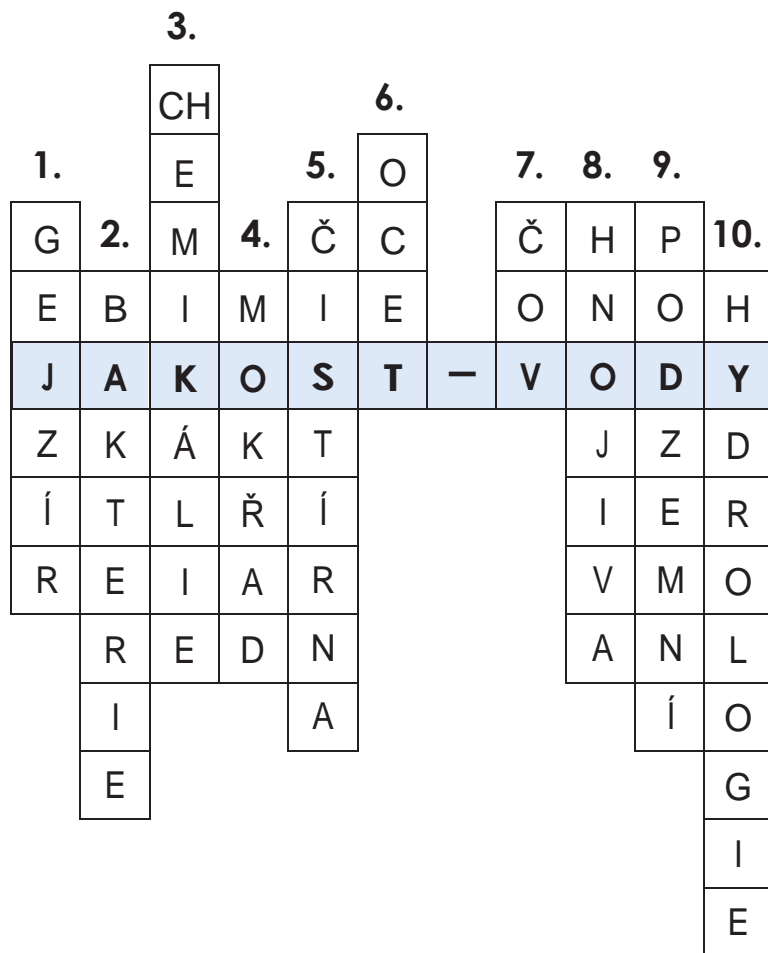 3.
CH 6.
1. E 5. O 7. 8. 9.
G 2. M 4. Č C Č H P 10.
E B I M I E O N O H
J A K O S T – V O D Y
Z K Á K T J Z D
Í T L Ř Í I E R
R E I A R V M O
R E D N A N L
I A Í O
E G
I
E